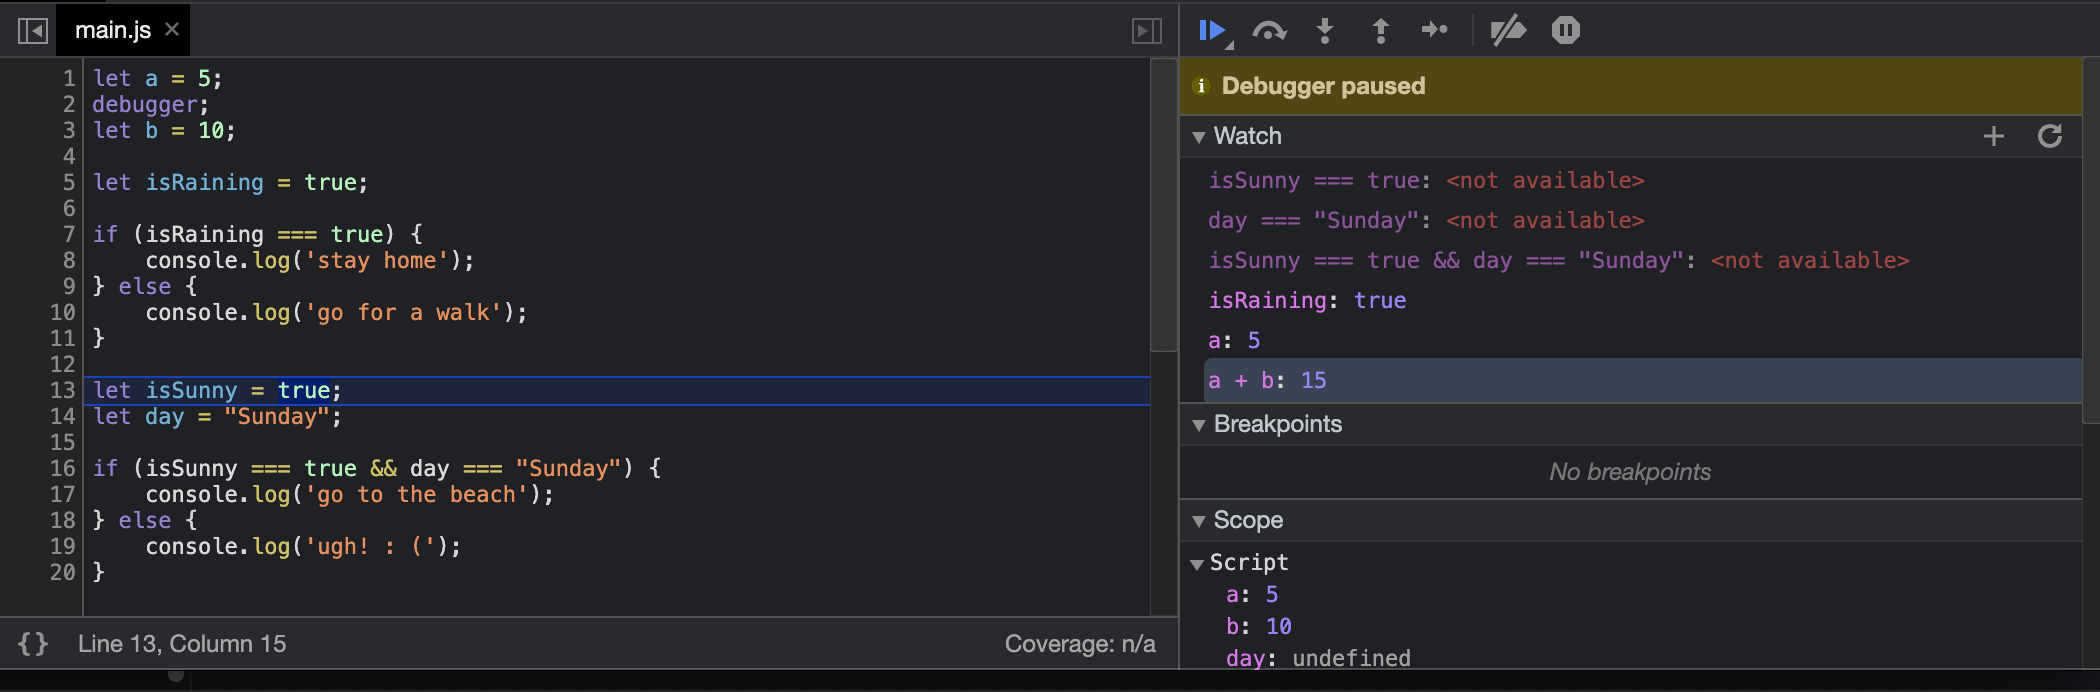 main.js ×
1 let a = 5;
2 debugger;
3 let b = 10;
4
5 let isRaining = true;
6
7 if (isRaining === true) {
8     console.log('stay home');
9 } else {
10     console.log('go for a walk');
11 }
12
13 let isSunny = true;
14 let day = "Sunday";
15
16 if (isSunny === true && day === "Sunday") {
17     console.log('go to the beach');
18 } else {
19     console.log('ugh! : (');
20 }
{} Line 13, Column 15
Coverage: n/a
Debugger paused
Watch
isSunny === true: <not available>
day === "Sunday": <not available>
isSunny === true && day === "Sunday": <not available>
isRaining: true
a: 5
a + b: 15
Breakpoints
No breakpoints
Scope
Script
a: 5
b: 10
day: undefined